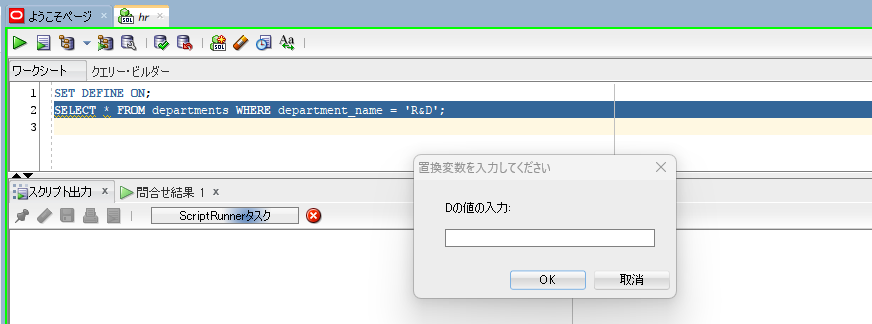 ようこそページ
hr
ワークシート クエリー・ビルダー
1 SET DEFINE ON;
2 SELECT * FROM departments WHERE department_name = 'R&D';
3
スクリプト出力 問合せ結果 1
ScriptRunnerタスク
置換変数を入力してください
Dの値の入力:
OK 取消